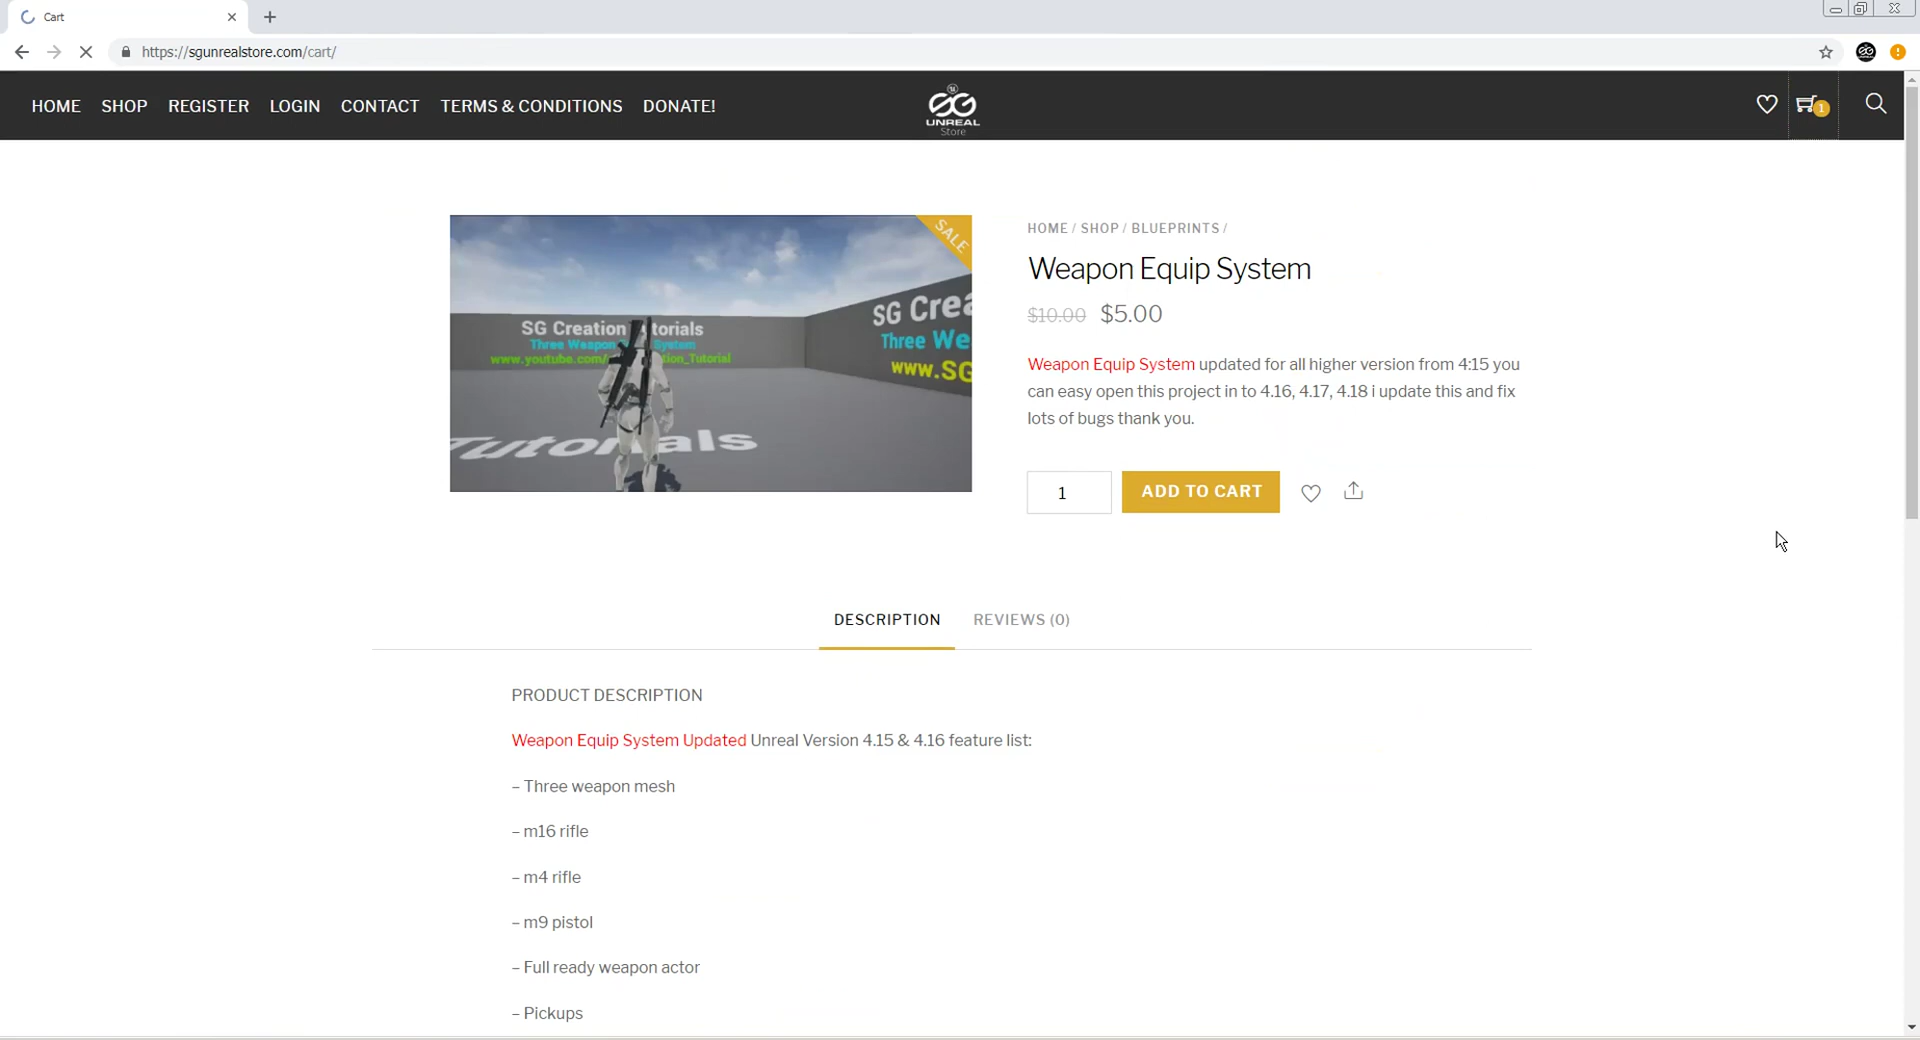 Cart
https://sgunrealstore.com/cart/
HOME SHOP REGISTER LOGIN CONTACT TERMS & CONDITIONS DONATE!
SG
UNREAL
Store
1
SALE
SG Creation Tutorials
Three Weapon System
www.youtube.com/
tion_Tutorial
SG Crea
Three We
www.SG
Tutorials
HOME / SHOP / BLUEPRINTS /
Weapon Equip System
$10.00 $5.00
Weapon Equip System updated for all higher version from 4:15 you
can easy open this project in to 4.16, 4.17, 4.18 i update this and fix
lots of bugs thank you.
1 ADD TO CART
DESCRIPTION REVIEWS (0)
PRODUCT DESCRIPTION
Weapon Equip System Updated Unreal Version 4.15 & 4.16 feature list:
– Three weapon mesh
– m16 rifle
– m4 rifle
– m9 pistol
– Full ready weapon actor
– Pickups